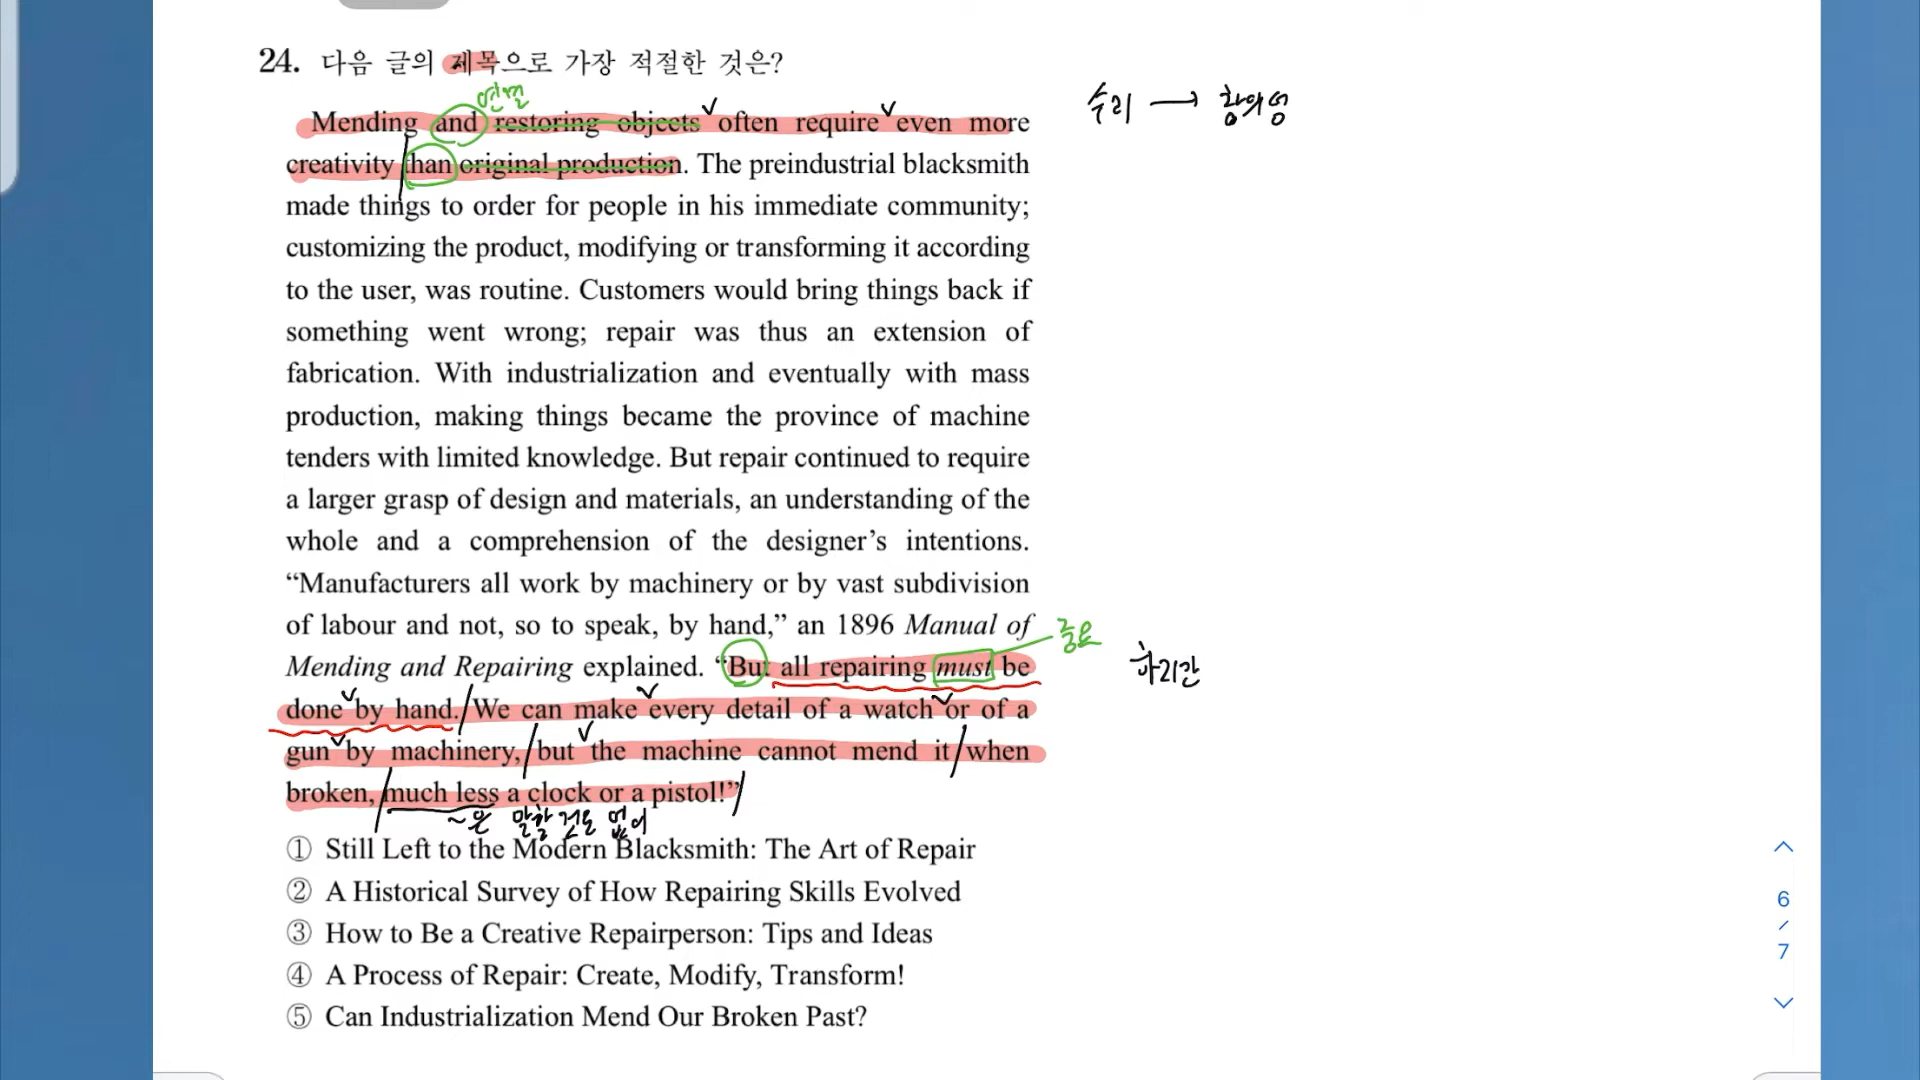 24. 다음 글의 제목으로 가장 적절한 것은?
연결
수리 → 창의성
Mending and restoring objects often require even more
creativity than original production. The preindustrial blacksmith
made things to order for people in his immediate community;
customizing the product, modifying or transforming it according
to the user, was routine. Customers would bring things back if
something went wrong; repair was thus an extension of
fabrication. With industrialization and eventually with mass
production, making things became the province of machine
tenders with limited knowledge. But repair continued to require
a larger grasp of design and materials, an understanding of the
whole and a comprehension of the designer's intentions.
“Manufacturers all work by machinery or by vast subdivision
of labour and not, so to speak, by hand,” an 1896 Manual of
중요
Mending and Repairing explained. “But all repairing must be
done by hand. We can make every detail of a watch or of a
gun by machinery, but the machine cannot mend it when
broken, much less a clock or a pistol!”
~은 말할 것도 없이
① Still Left to the Modern Blacksmith: The Art of Repair
② A Historical Survey of How Repairing Skills Evolved
③ How to Be a Creative Repairperson: Tips and Ideas
④ A Process of Repair: Create, Modify, Transform!
⑤ Can Industrialization Mend Our Broken Past?
6
/
7